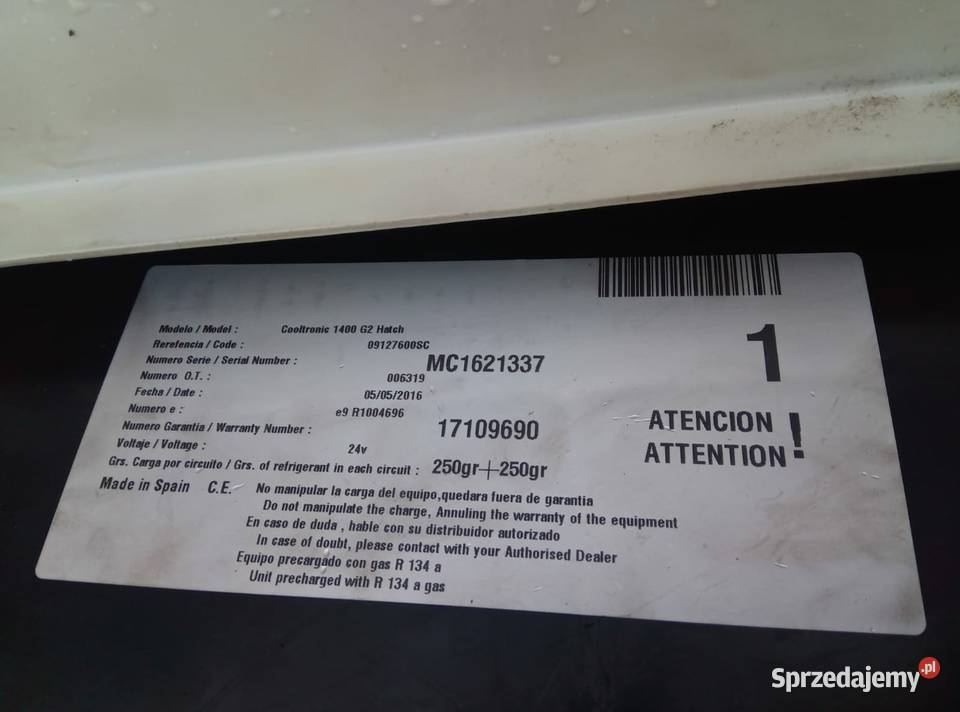 Modelo / Model : Cooltronic 1400 G2 Hatch
Rerefencia / Code : 09127600SC
Numero Serie / Serial Number : MC1621337
Numero O.T. : 006319
Fecha / Date : 05/05/2016
Numero e : e9 R1004696
Numero Garantia / Warranty Number : 17109690
Voltaje / Voltage : 24v
Grs. Carga por circuito / Grs. of refrigerant in each circuit : 250gr+250gr
Made in Spain C.E.
No manipular la carga del equipo,quedara fuera de garantia
Do not manipulate the charge, Annuling the warranty of the equipment
En caso de duda , hable con su distribuidor autorizado
In case of doubt, please contact with your Authorised Dealer
Equipo precargado con gas R 134 a
Unit precharged with R 134 a gas
1
ATENCION
ATTENTION !
Sprzedajemy.pl